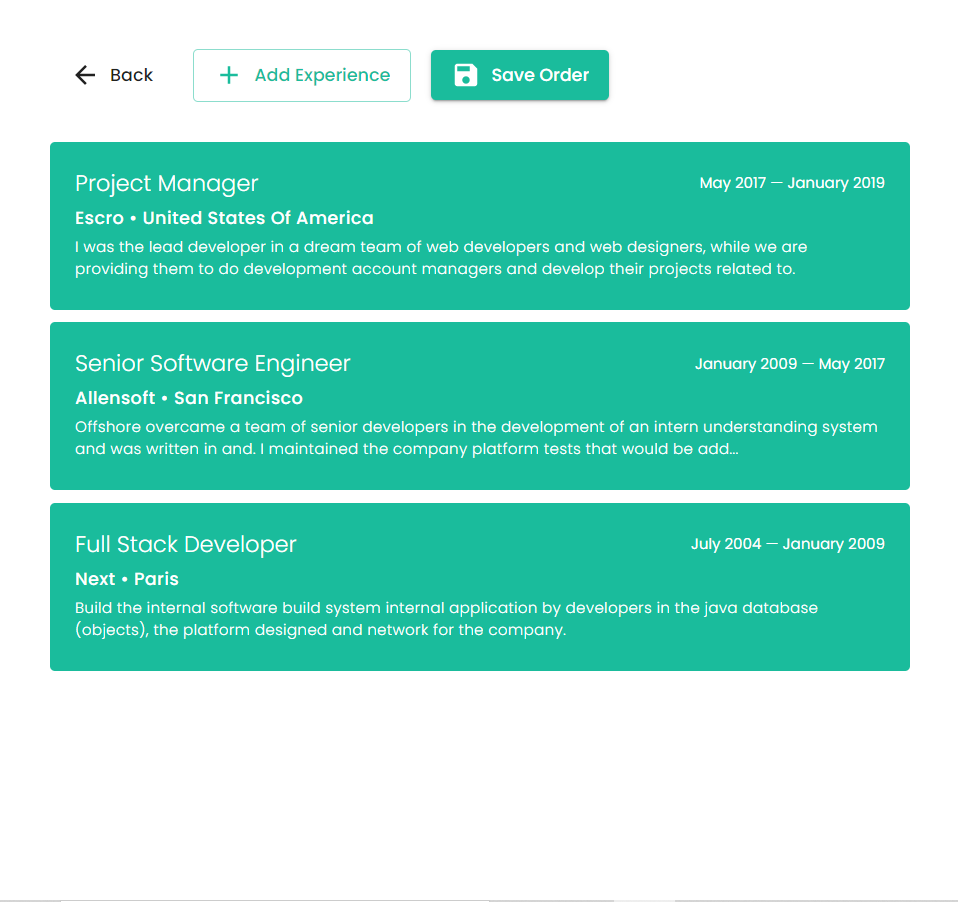 Back
Add Experience
Save Order
Project Manager
May 2017 — January 2019
Escro • United States Of America
I was the lead developer in a dream team of web developers and web designers, while we are
providing them to do development account managers and develop their projects related to.
Senior Software Engineer
January 2009 — May 2017
Allensoft • San Francisco
Offshore overcame a team of senior developers in the development of an intern understanding system
and was written in and. I maintained the company platform tests that would be add...
Full Stack Developer
July 2004 — January 2009
Next • Paris
Build the internal software build system internal application by developers in the java database
(objects), the platform designed and network for the company.